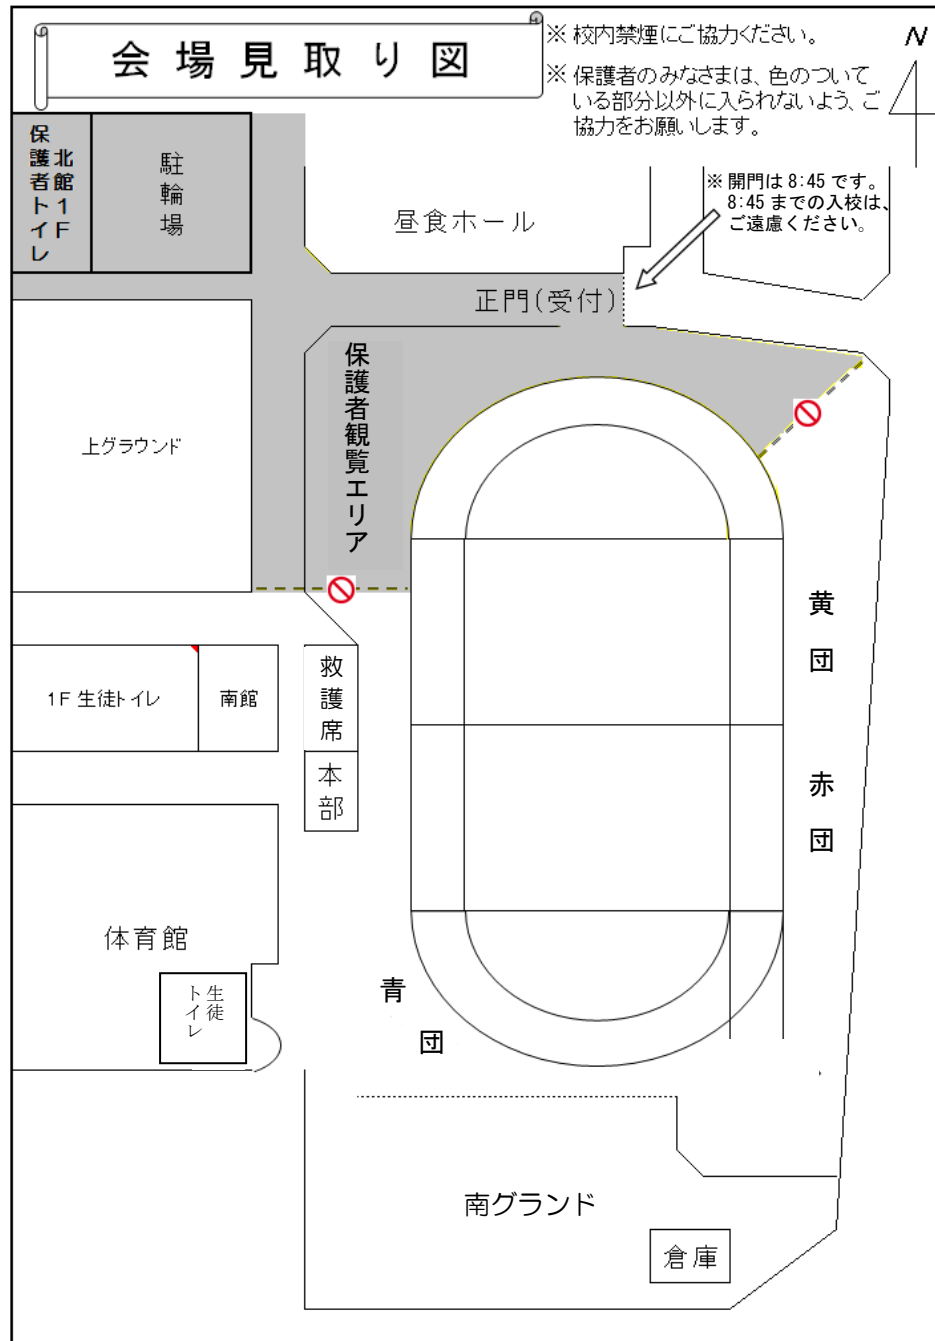 会場見取り図
※ 校内禁煙にご協力ください。
※ 保護者のみなさまは、色のついて
いる部分以外に入られないよう、ご
協力をお願いします。
N
保護者トイレ
北館1F
駐輪場
昼食ホール
※ 開門は 8:45 です。
8:45 までの入校は、
ご遠慮ください。
正門(受付)
保護者観覧エリア
上グラウンド
黄団
1F 生徒トイレ
南館
救護席
本部
赤団
体育館
生徒
トイレ
青団
南グランド
倉庫